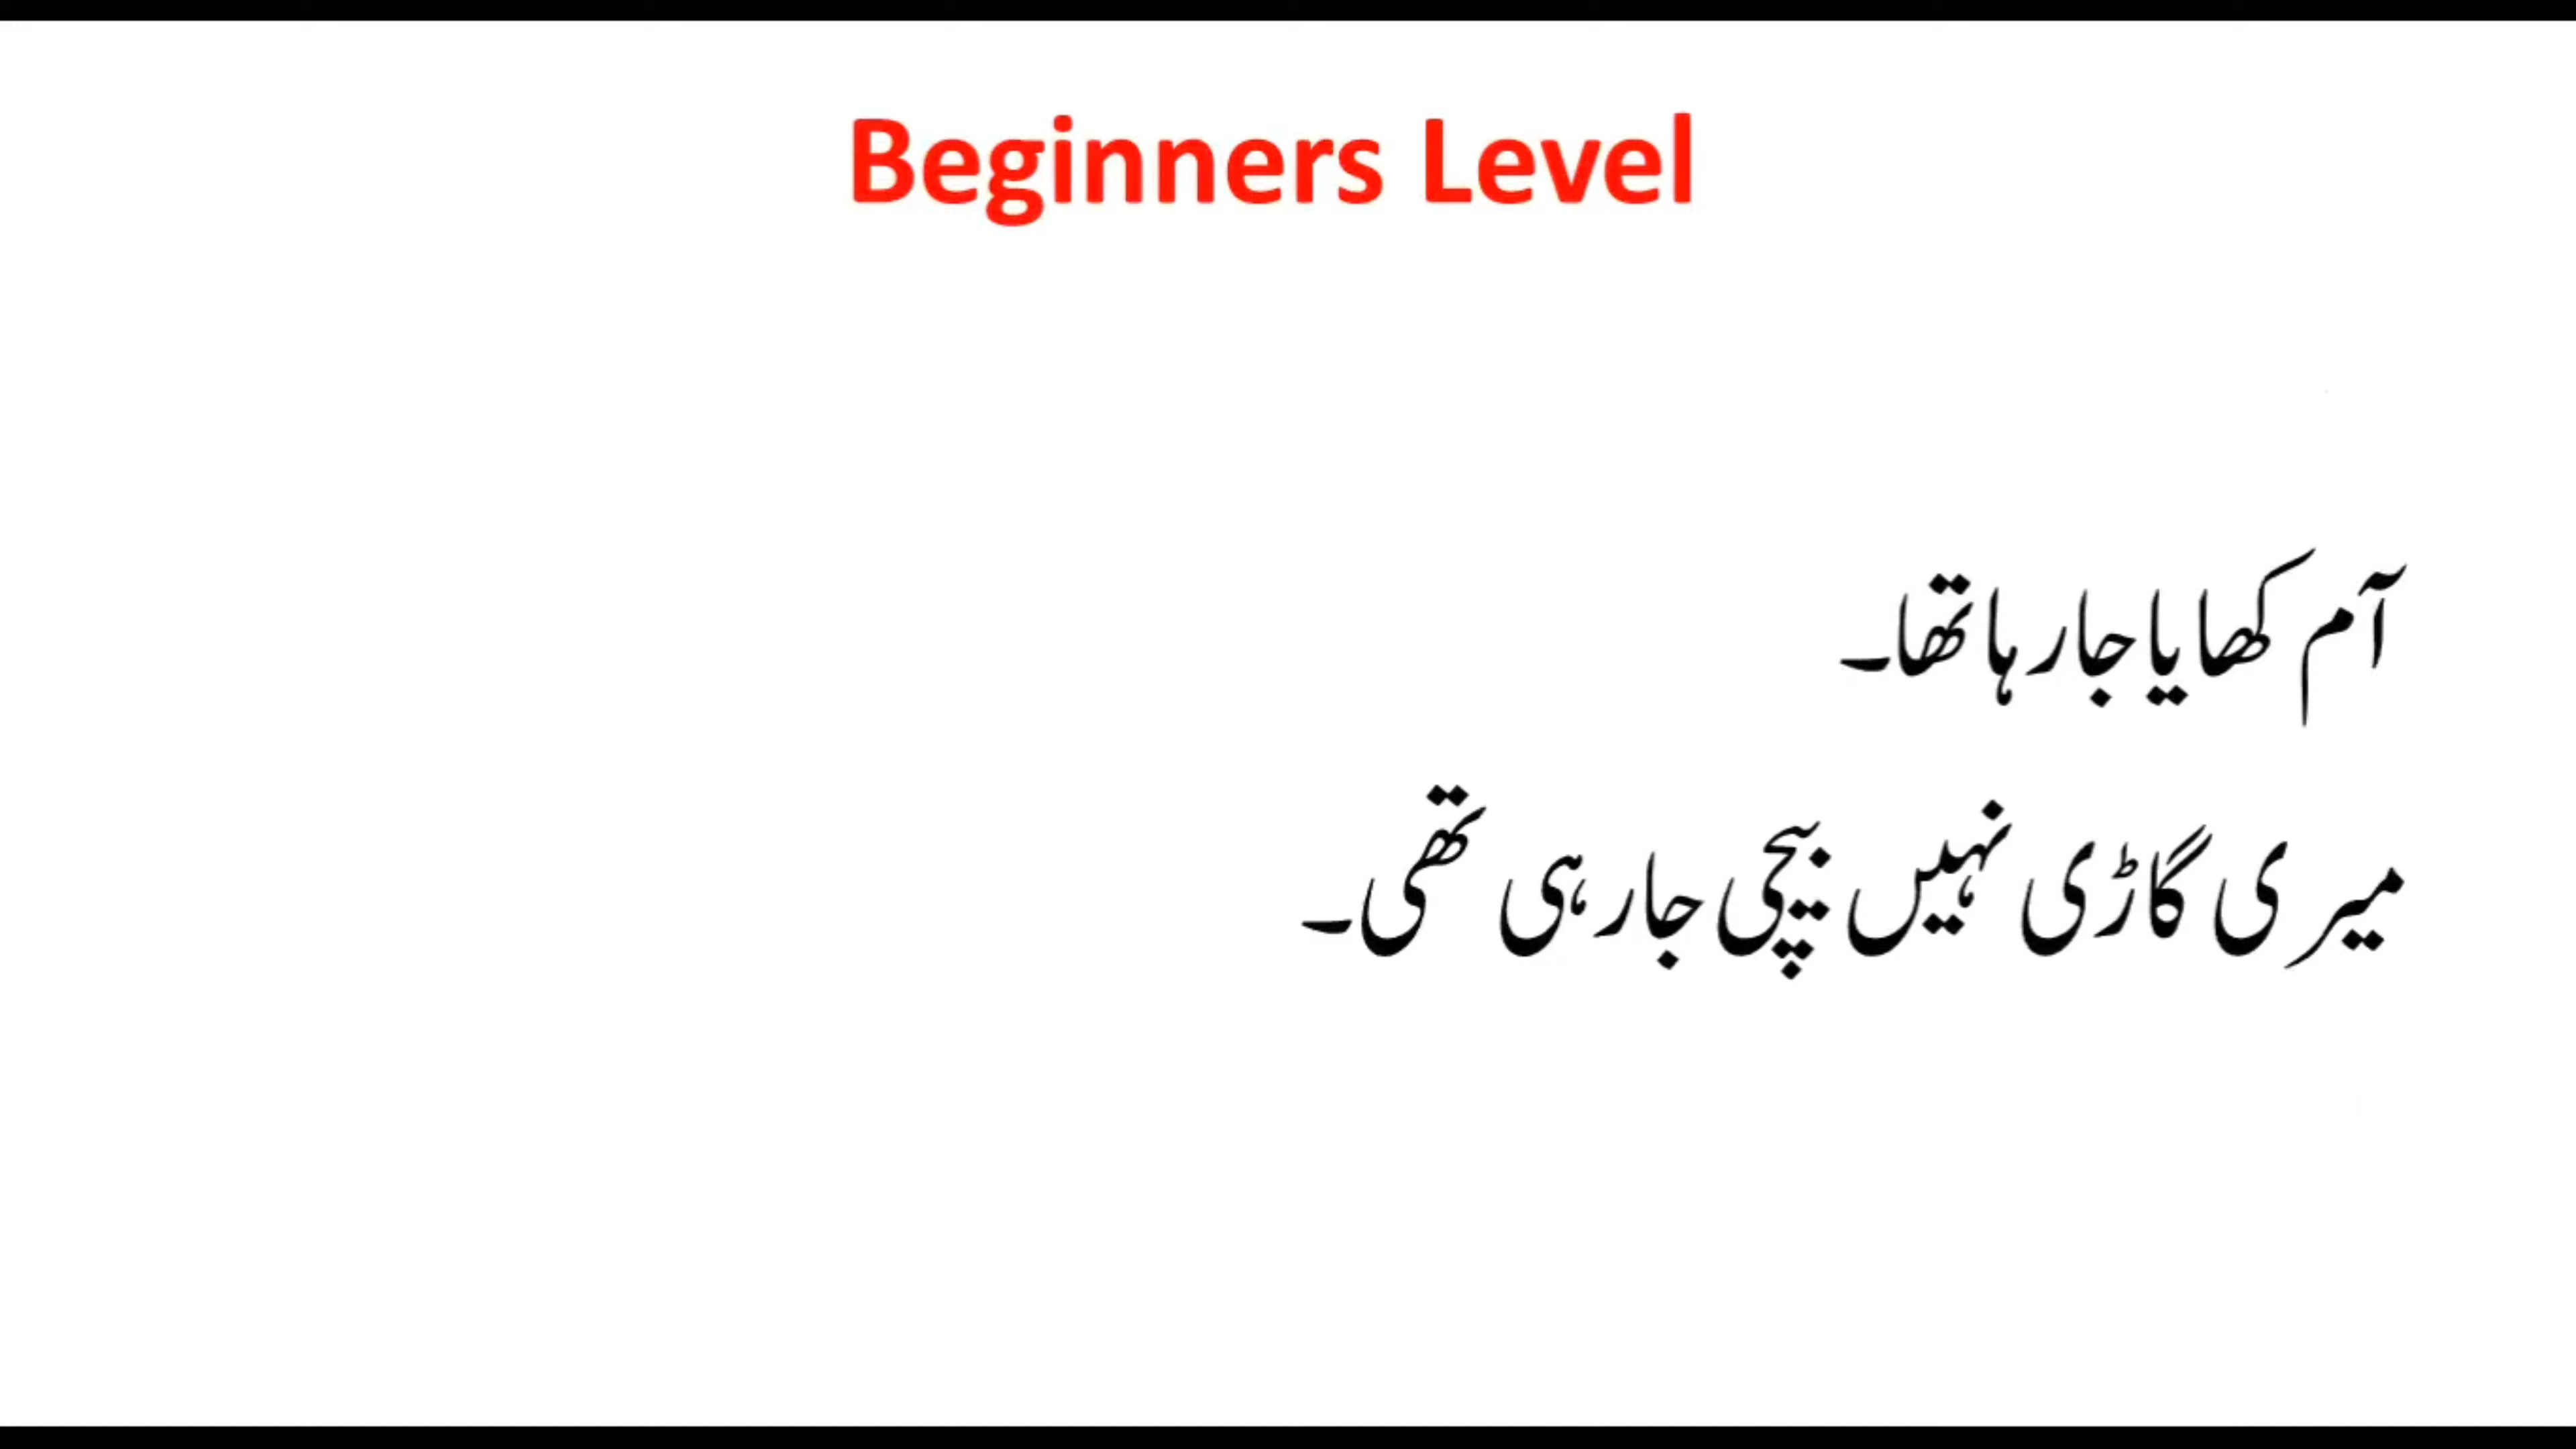 Beginners Level
آم کھایا جا رہا تھا۔
میری گاڑی نہیں بیچی جا رہی تھی۔